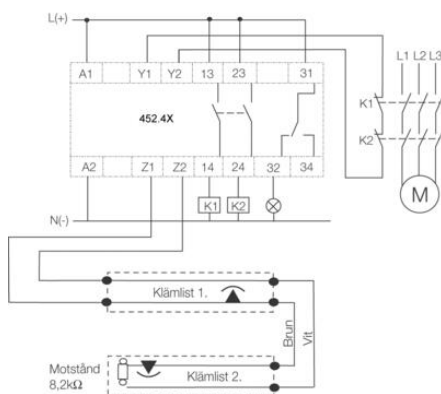 L(+)
A1 Y1 Y2 13 23 31
L1 L2 L3
452.4X
K1
K2
A2 Z1 Z2 14 24 32 34
K1 K2
M
N(-)
Klämlist 1.
Brun
Vit
Motstånd
8,2kΩ
Klämlist 2.